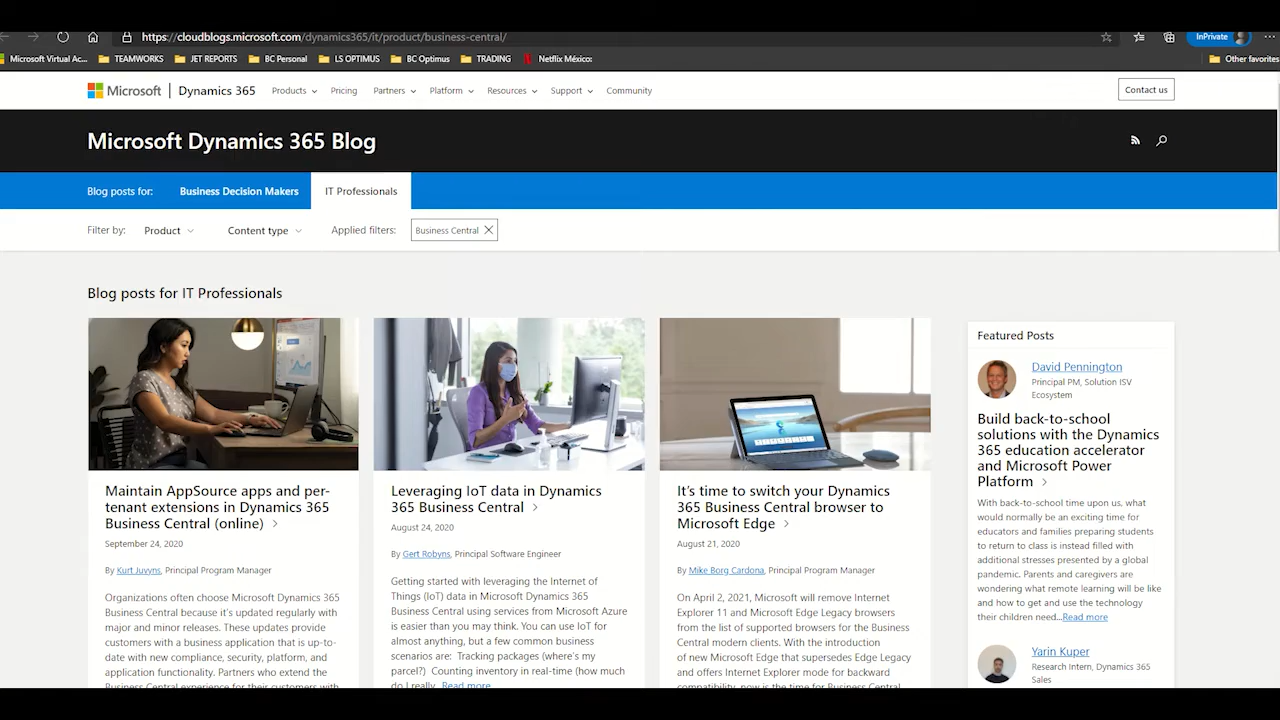 https://cloudblogs.microsoft.com/dynamics365/it/product/business-central/
InPrivate
Microsoft Virtual Ac...
TEAMWORKS
JET REPORTS
BC Personal
LS OPTIMUS
BC Optimus
TRADING
Netflix México:
Other favorites
Microsoft
Dynamics 365
Products
Pricing
Partners
Platform
Resources
Support
Community
Contact us
Microsoft Dynamics 365 Blog
Blog posts for:
Business Decision Makers
IT Professionals
Filter by:
Product
Content type
Applied filters:
Business Central
Blog posts for IT Professionals
Maintain AppSource apps and per-
tenant extensions in Dynamics 365
Business Central (online)
September 24, 2020
By Kurt Juvyns, Principal Program Manager
Organizations often choose Microsoft Dynamics 365
Business Central because it's updated regularly with
major and minor releases. These updates provide
customers with a business application that is up-to-
date with new compliance, security, platform, and
application functionality. Partners who extend the
Business Central experience for their customers with
Leveraging IoT data in Dynamics
365 Business Central
August 24, 2020
By Gert Robyns, Principal Software Engineer
Getting started with leveraging the Internet of
Things (IoT) data in Microsoft Dynamics 365
Business Central using services from Microsoft Azure
is easier than you may think. You can use IoT for
almost anything, but a few common business
scenarios are: Tracking packages (where's my
parcel?) Counting inventory in real-time (how much
do I really...Read more
It's time to switch your Dynamics
365 Business Central browser to
Microsoft Edge
August 21, 2020
By Mike Borg Cardona, Principal Program Manager
On April 2, 2021, Microsoft will remove Internet
Explorer 11 and Microsoft Edge Legacy browsers
from the list of supported browsers for the Business
Central modern clients. With the introduction
of new Microsoft Edge that supersedes Edge Legacy
and offers Internet Explorer mode for backward
compatibility, now is the time for Business Central
Featured Posts
David Pennington
Principal PM, Solution ISV
Ecosystem
Build back-to-school
solutions with the Dynamics
365 education accelerator
and Microsoft Power
Platform
With back-to-school time upon us, what
would normally be an exciting time for
educators and families preparing students
to return to class is instead filled with
additional stresses presented by a global
pandemic. Parents and caregivers are
wondering what remote learning will be like
and how to get and use the technology
their children need...Read more
Yarin Kuper
Research Intern, Dynamics 365
Sales